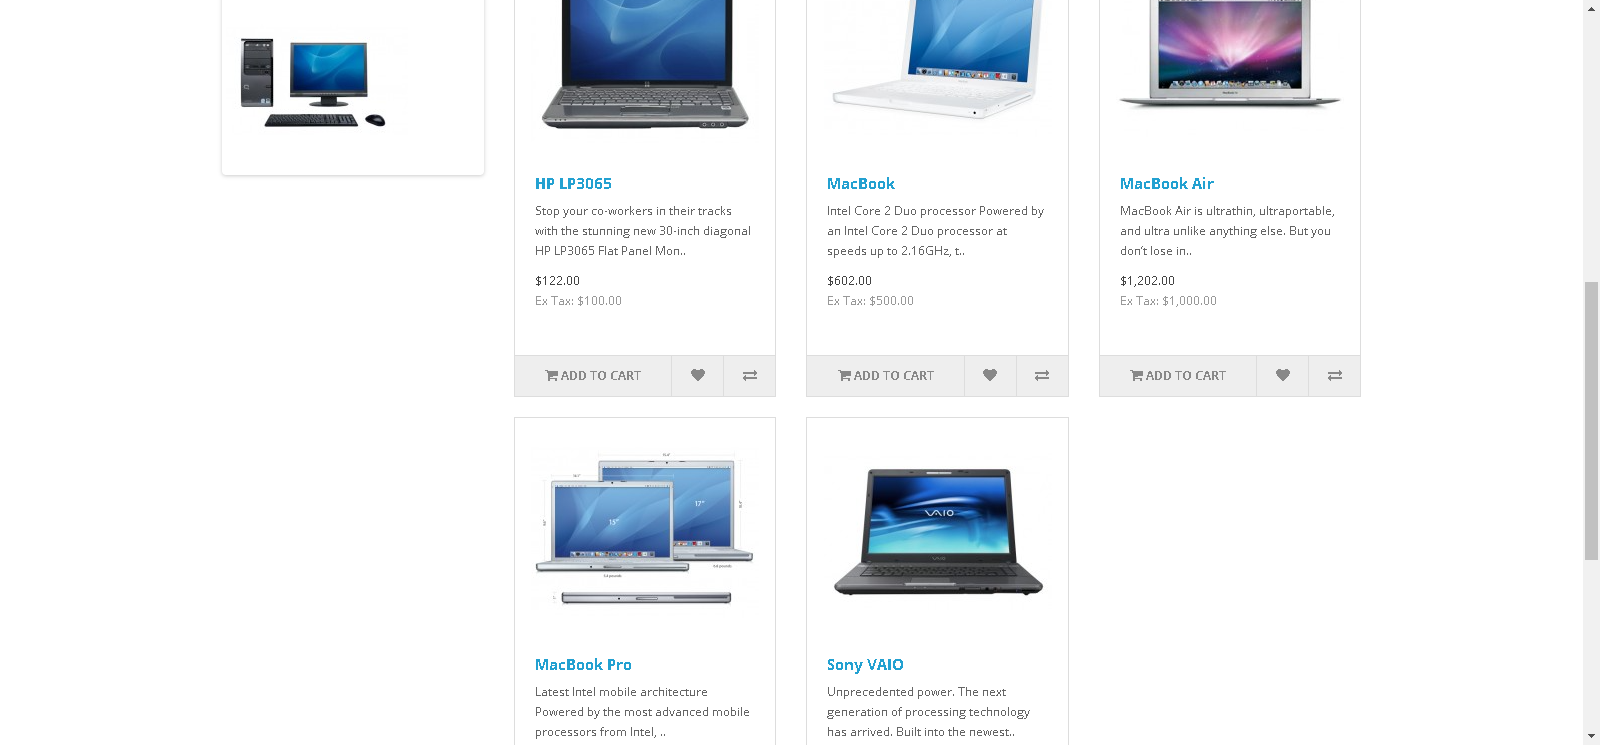 HP LP3065
Stop your co-workers in their tracks
with the stunning new 30-inch diagonal
HP LP3065 Flat Panel Mon..
$122.00
Ex Tax: $100.00
ADD TO CART
MacBook
Intel Core 2 Duo processor Powered by
an Intel Core 2 Duo processor at
speeds up to 2.16GHz, t..
$602.00
Ex Tax: $500.00
ADD TO CART
MacBook Air
MacBook Air is ultrathin, ultraportable,
and ultra unlike anything else. But you
don’t lose in..
$1,202.00
Ex Tax: $1,000.00
ADD TO CART
15"
17"
MacBook Pro
Latest Intel mobile architecture
Powered by the most advanced mobile
processors from Intel, ..
VAIO
Sony VAIO
Unprecedented power. The next
generation of processing technology
has arrived. Built into the newest..